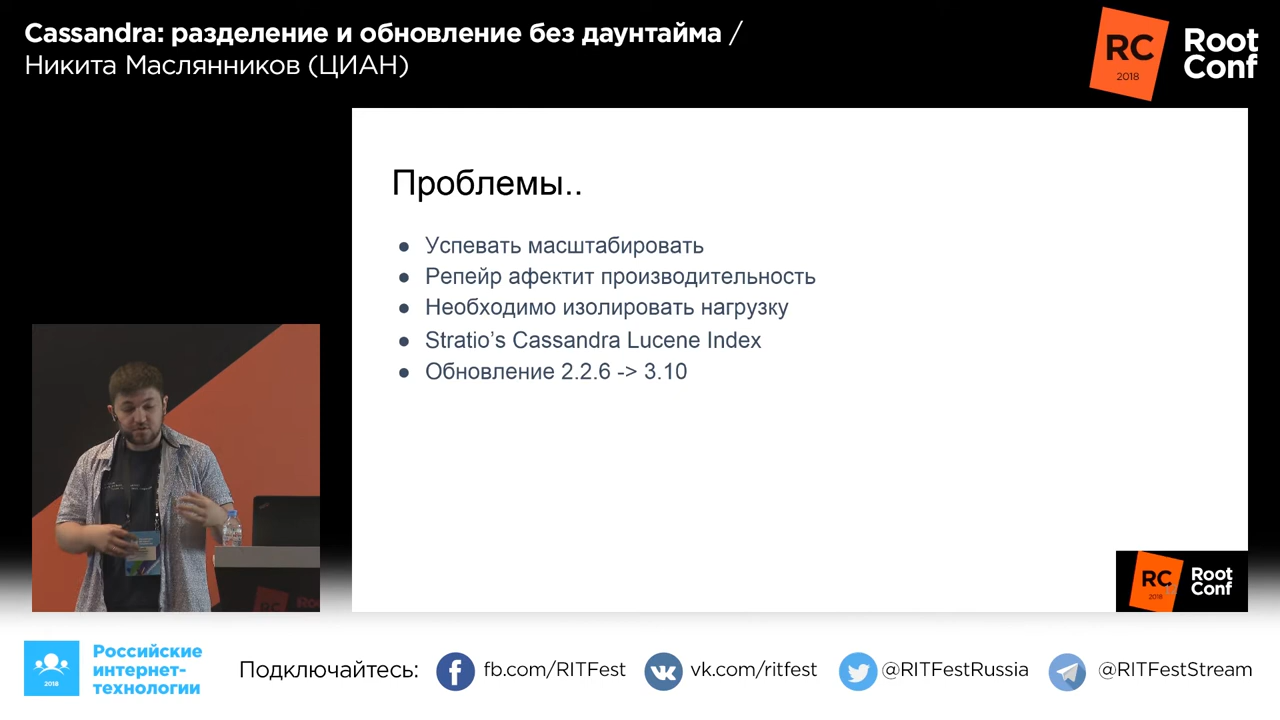 Cassandra: разделение и обновление без даунтайма /
Никита Маслянников (ЦИАН)
RC
2018
Root
Conf
Проблемы..
● Успевать масштабировать
● Репейр афектит производительность
● Необходимо изолировать нагрузку
● Stratio’s Cassandra Lucene Index
● Обновление 2.2.6 -> 3.10
RC
2018
Root
Conf
2018
Российские
интернет-
технологии
Подключайтесь:
fb.com/RITFest
vk.com/ritfest
@RITFestRussia
@RITFestStream